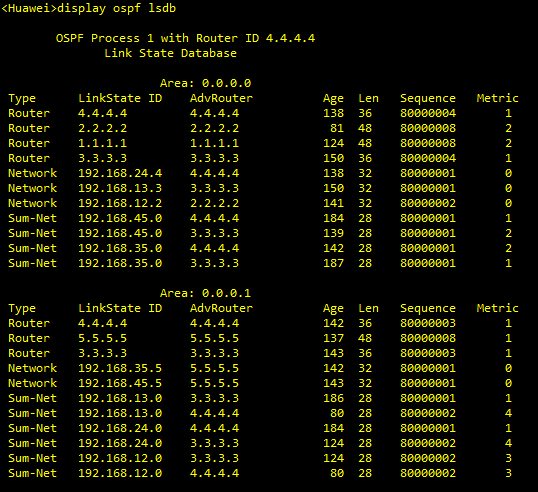 <Huawei>display ospf lsdb
OSPF Process 1 with Router ID 4.4.4.4
Link State Database
Area: 0.0.0.0
Type LinkState ID AdvRouter Age Len Sequence Metric
Router 4.4.4.4 4.4.4.4 138 36 80000004 1
Router 2.2.2.2 2.2.2.2 81 48 80000008 2
Router 1.1.1.1 1.1.1.1 124 48 80000008 2
Router 3.3.3.3 3.3.3.3 150 36 80000004 1
Network 192.168.24.4 4.4.4.4 138 32 80000001 0
Network 192.168.13.3 3.3.3.3 150 32 80000001 0
Network 192.168.12.2 2.2.2.2 141 32 80000002 0
Sum-Net 192.168.45.0 4.4.4.4 184 28 80000001 1
Sum-Net 192.168.45.0 3.3.3.3 139 28 80000001 2
Sum-Net 192.168.35.0 4.4.4.4 142 28 80000001 2
Sum-Net 192.168.35.0 3.3.3.3 187 28 80000001 1
Area: 0.0.0.1
Type LinkState ID AdvRouter Age Len Sequence Metric
Router 4.4.4.4 4.4.4.4 142 36 80000003 1
Router 5.5.5.5 5.5.5.5 137 48 80000008 1
Router 3.3.3.3 3.3.3.3 143 36 80000003 1
Network 192.168.35.5 5.5.5.5 142 32 80000001 0
Network 192.168.45.5 5.5.5.5 143 32 80000001 0
Sum-Net 192.168.13.0 3.3.3.3 186 28 80000001 1
Sum-Net 192.168.13.0 4.4.4.4 80 28 80000002 4
Sum-Net 192.168.24.0 4.4.4.4 184 28 80000001 1
Sum-Net 192.168.24.0 3.3.3.3 124 28 80000002 4
Sum-Net 192.168.12.0 3.3.3.3 124 28 80000002 3
Sum-Net 192.168.12.0 4.4.4.4 80 28 80000002 3